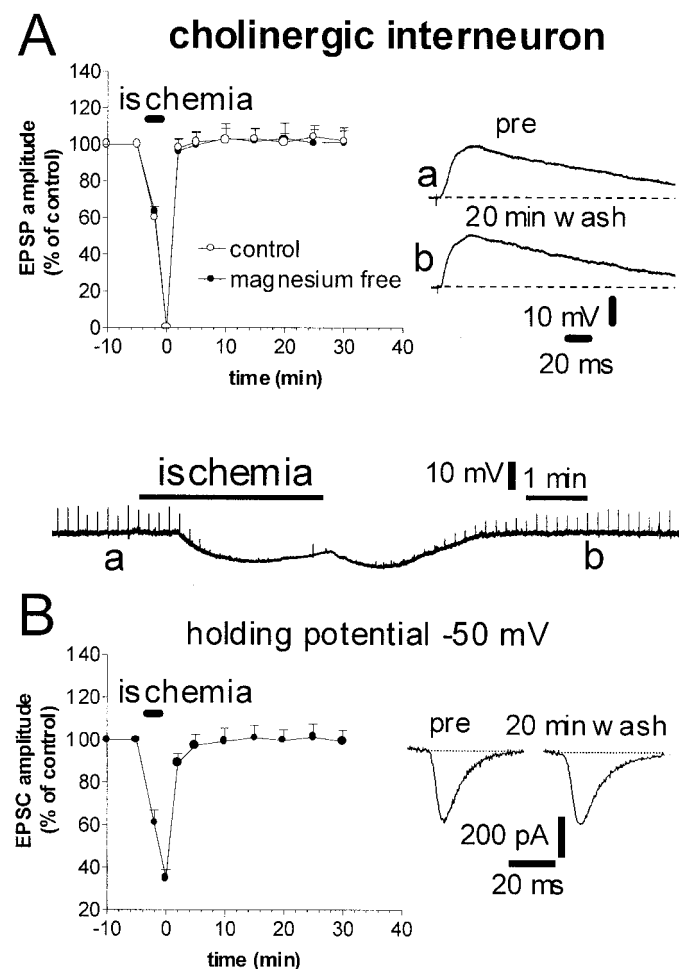 A
cholinergic interneuron
140
120
100
80
60
40
20
0
EPSP amplitude
(% of control)
ischemia
control
magnesium free
-10
0
10
20
30
40
time (min)
pre
a
20 min wash
b
10 mV
20 ms
ischemia
10 mV
1 min
a
b
B
holding potential -50 mV
140
120
100
80
60
40
20
EPSC amplitude
(% of control)
ischemia
-10
0
10
20
30
40
time (min)
pre
20 min wash
200 pA
20 ms